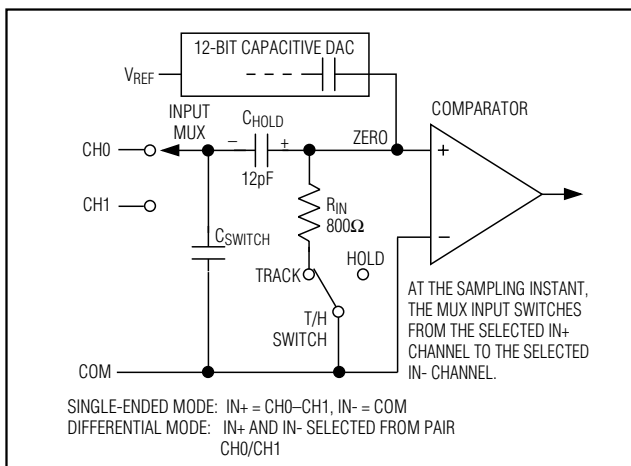 12-BIT CAPACITIVE DAC
VREF
COMPARATOR
INPUT
MUX
CHOLD
ZERO
CH0
− +
12pF
+
CH1
RIN
800Ω
CSWITCH
−
HOLD
TRACK
AT THE SAMPLING INSTANT,
THE MUX INPUT SWITCHES
FROM THE SELECTED IN+
CHANNEL TO THE SELECTED
IN- CHANNEL.
T/H
SWITCH
COM
SINGLE-ENDED MODE: IN+ = CH0–CH1, IN- = COM
DIFFERENTIAL MODE: IN+ AND IN- SELECTED FROM PAIR
CH0/CH1